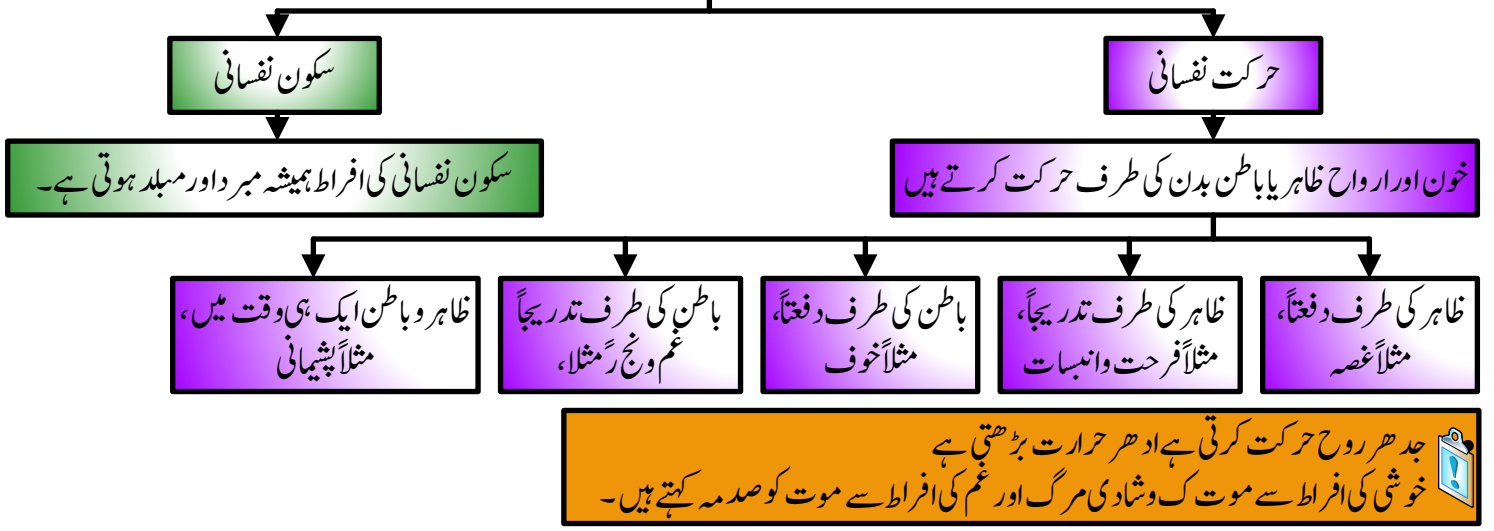 حرکت نفسانی
سکون نفسانی
خون اور ارواح ظاہر یا باطن بدن کی طرف حرکت کرتے ہیں
سکون نفسانی کی افراط ہمیشہ مبرد اور مبلد ہوتی ہے۔
ظاہر کی طرف دفعتاً،
مثلاً غصہ
ظاہر کی طرف تدریجاً،
مثلاً فرحت وانبسات
باطن کی طرف دفعتاً،
مثلاً خوف
باطن کی طرف تدریجاً
غم ونج رًمثلا،
ظاہر و باطن ایک ہی وقت میں،
مثلاً پشیمانی
جدھر روح حرکت کرتی ہے ادھر حرارت بڑھتی ہے
خوشی کی افراط سے موت ک وشادی مرگ اور غم کی افراط سے موت کو صدمہ کہتے ہیں۔